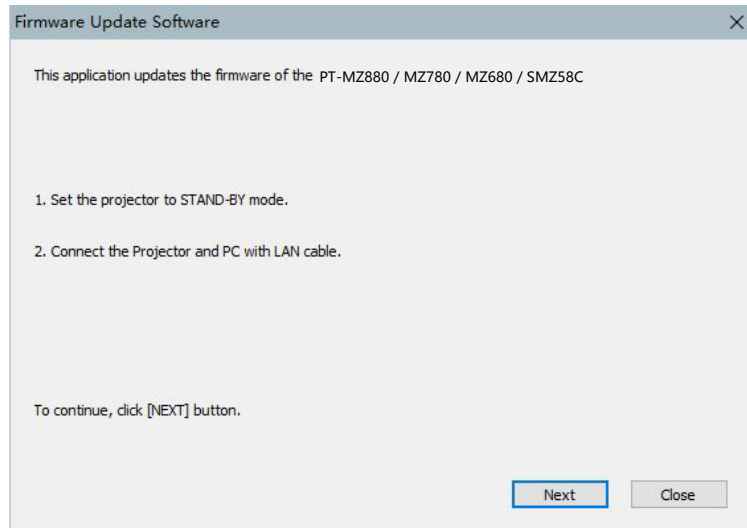 Firmware Update Software
This application updates the firmware of the PT-MZ880 / MZ780 / MZ680 / SMZ58C
1. Set the projector to STAND-BY mode.
2. Connect the Projector and PC with LAN cable.
To continue, click [NEXT] button.
Next Close